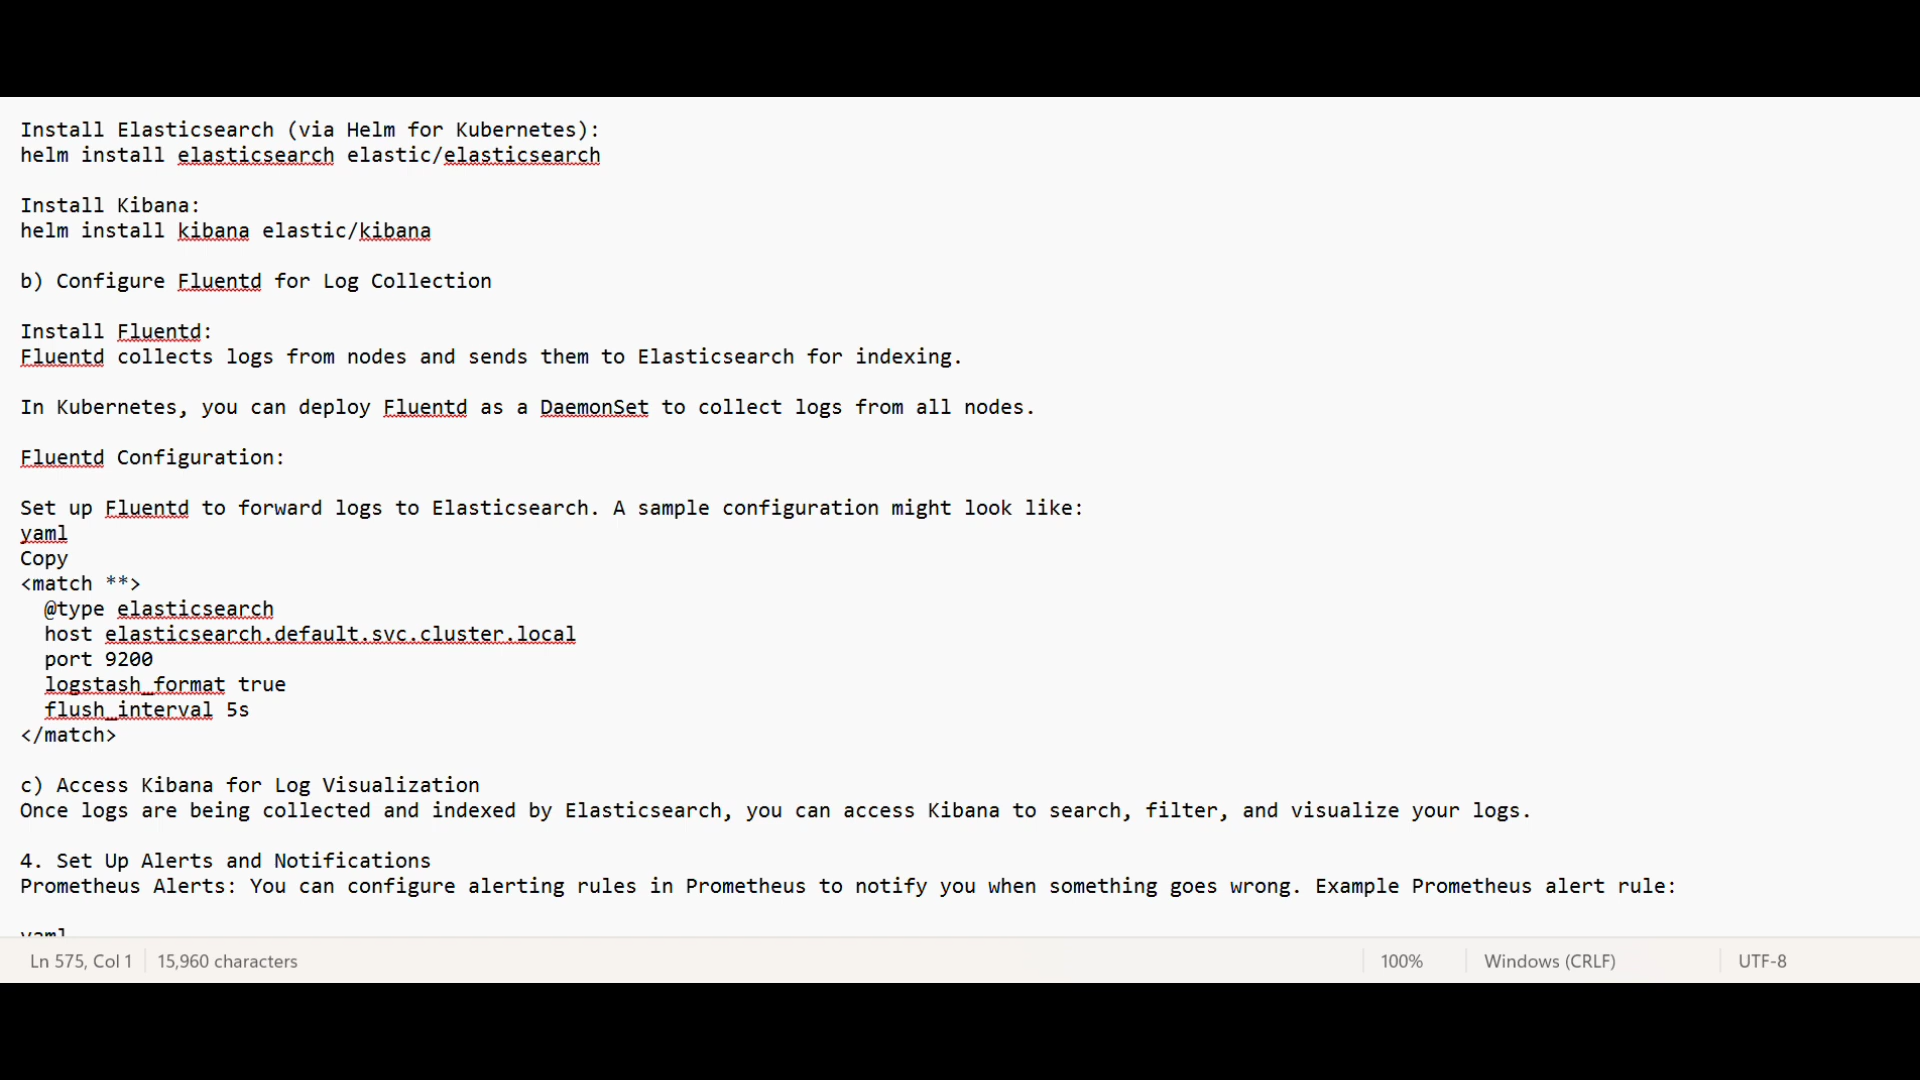 Install Elasticsearch (via Helm for Kubernetes):
helm install elasticsearch elastic/elasticsearch
Install Kibana:
helm install kibana elastic/kibana
b) Configure Fluentd for Log Collection
Install Fluentd:
Fluentd collects logs from nodes and sends them to Elasticsearch for indexing.
In Kubernetes, you can deploy Fluentd as a DaemonSet to collect logs from all nodes.
Fluentd Configuration:
Set up Fluentd to forward logs to Elasticsearch. A sample configuration might look like:
yaml
Copy
<match **>
  @type elasticsearch
  host elasticsearch.default.svc.cluster.local
  port 9200
  logstash_format true
  flush_interval 5s
</match>
c) Access Kibana for Log Visualization
Once logs are being collected and indexed by Elasticsearch, you can access Kibana to search, filter, and visualize your logs.
4. Set Up Alerts and Notifications
Prometheus Alerts: You can configure alerting rules in Prometheus to notify you when something goes wrong. Example Prometheus alert rule:
yaml
Ln 575, Col 1 15,960 characters 100% Windows (CRLF) UTF-8